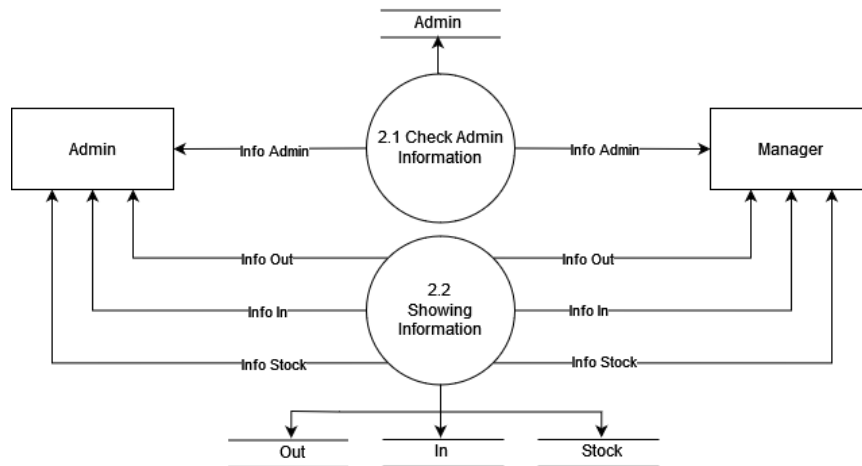 Admin
2.1 Check Admin
Information
Admin
Info Admin
Info Admin
Manager
Info Out
Info Out
2.2
Showing
Information
Info In
Info In
Info Stock
Info Stock
Out
In
Stock